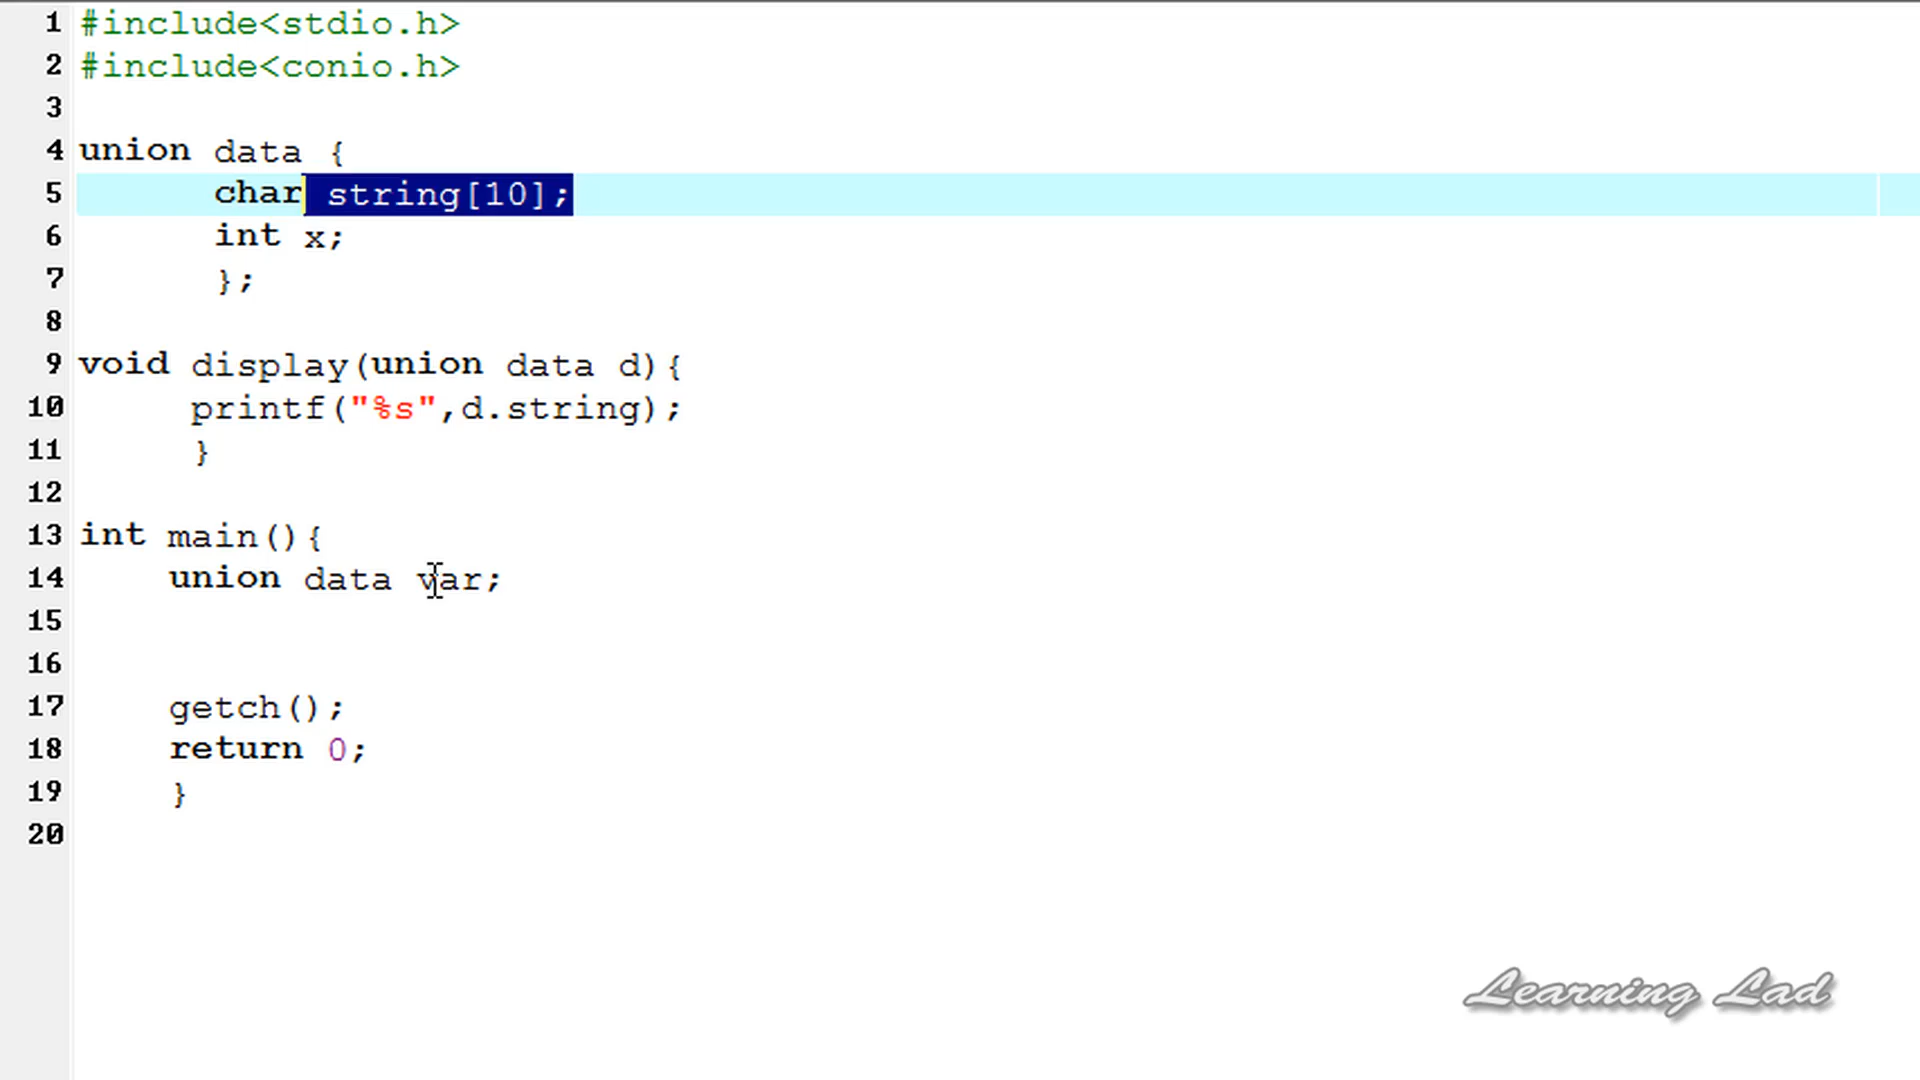 1 #include<stdio.h>
2 #include<conio.h>
3
4 union data {
5 char string[10];
6 int x;
7 };
8
9 void display(union data d){
10 printf("%s",d.string);
11 }
12
13 int main(){
14 union data var;
15
16
17 getch();
18 return 0;
19 }
20
Learning Lad